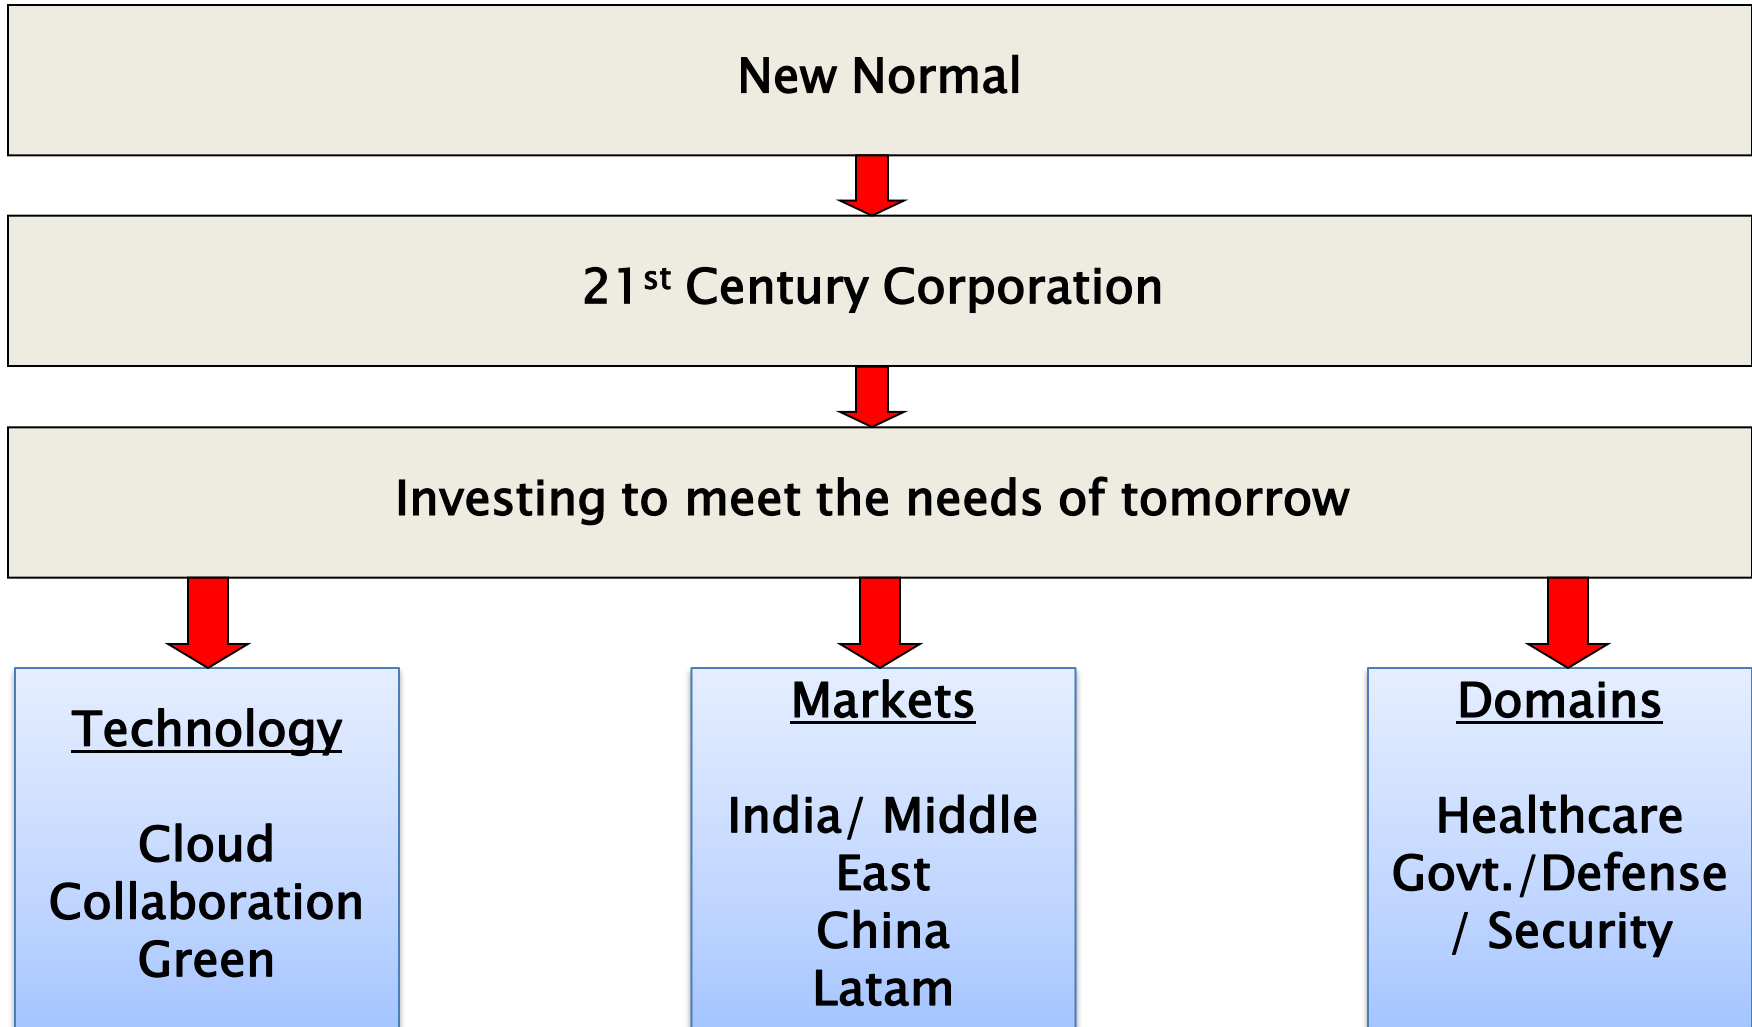 New Normal
21st Century Corporation
Investing to meet the needs of tomorrow
Technology
Cloud
Collaboration
Green
Markets
India/ Middle
East
China
Latam
Domains
Healthcare
Govt./Defense
/ Security